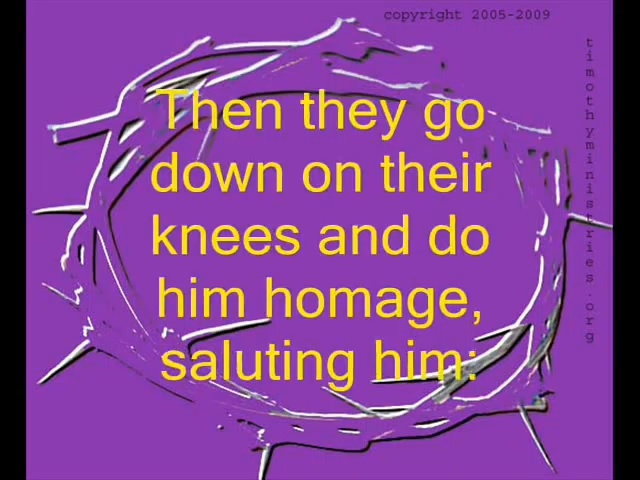 copyright 2005-2009
Then they go
down on their
knees and do
him homage,
saluting him:
timothyministries.org